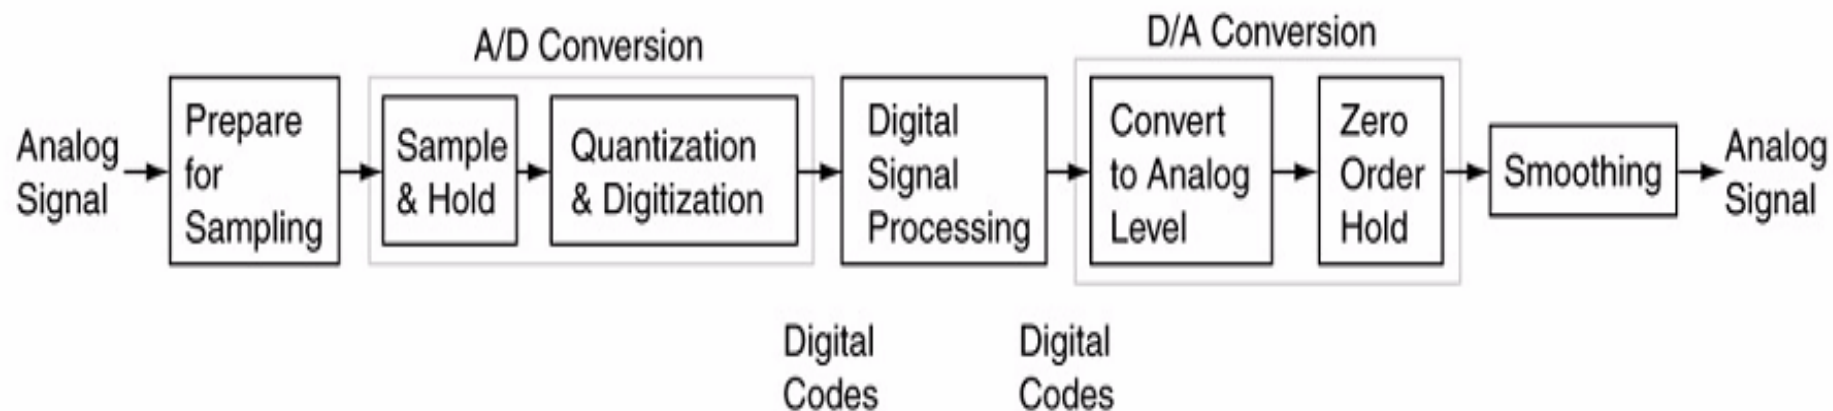 A/D Conversion
D/A Conversion
Analog
Signal
Prepare
for
Sampling
Sample
& Hold
Quantization
& Digitization
Digital
Signal
Processing
Convert
to Analog
Level
Zero
Order
Hold
Smoothing
Analog
Signal
Digital
Codes
Digital
Codes